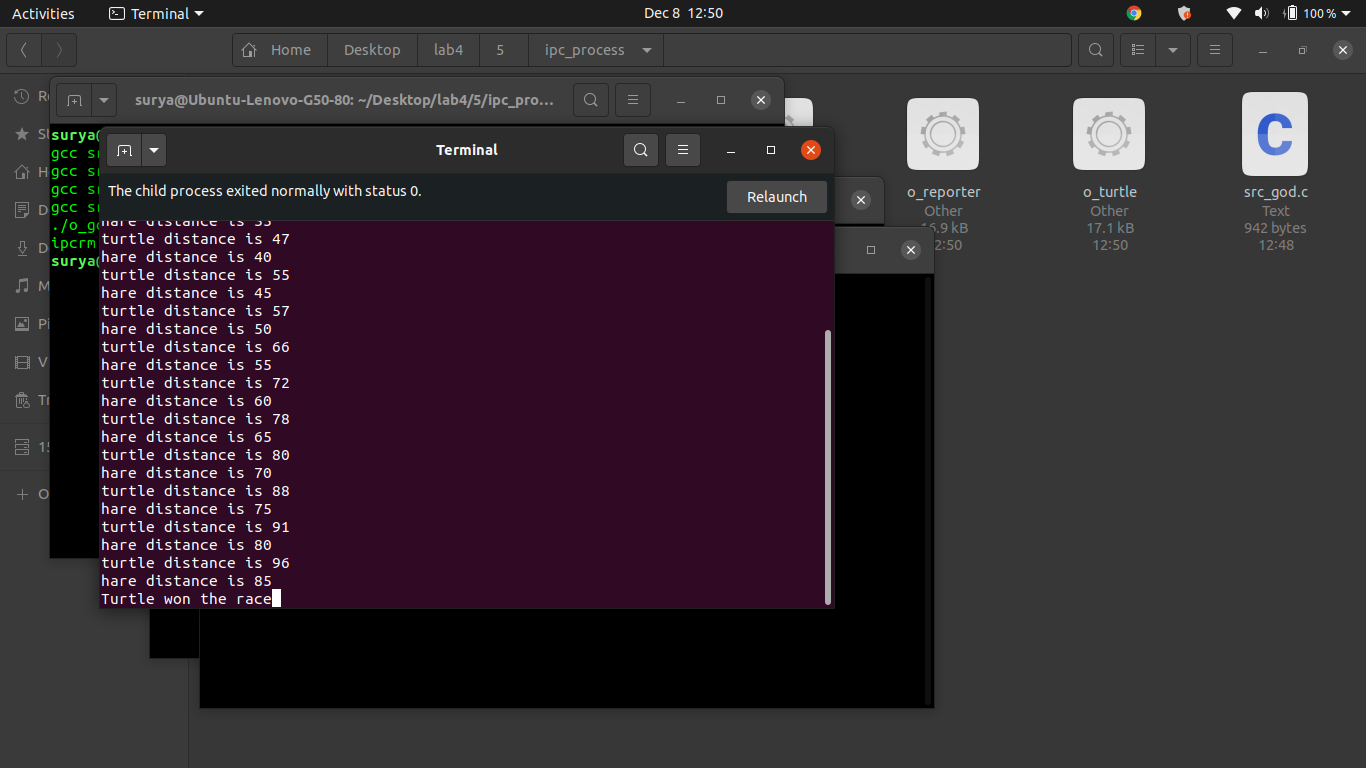 Activities
Terminal
Dec 8 12:50
100 %
Home
Desktop
lab4
5
ipc_process
surya@Ubuntu-Lenovo-G50-80: ~/Desktop/lab4/5/ipc_pro...
surya@
gcc
gcc
gcc
gcc
./o_go
ipcrm
surya@
Terminal
The child process exited normally with status 0.
Relaunch
hare distance is 35
turtle distance is 47
hare distance is 40
turtle distance is 55
hare distance is 45
turtle distance is 57
hare distance is 50
turtle distance is 66
hare distance is 55
turtle distance is 72
hare distance is 60
turtle distance is 78
hare distance is 65
turtle distance is 80
hare distance is 70
turtle distance is 88
hare distance is 75
turtle distance is 91
hare distance is 80
turtle distance is 96
hare distance is 85
Turtle won the race
o_reporter
Other
16.9 kB
12:50
o_turtle
Other
17.1 kB
12:50
src_god.c
Text
942 bytes
12:48